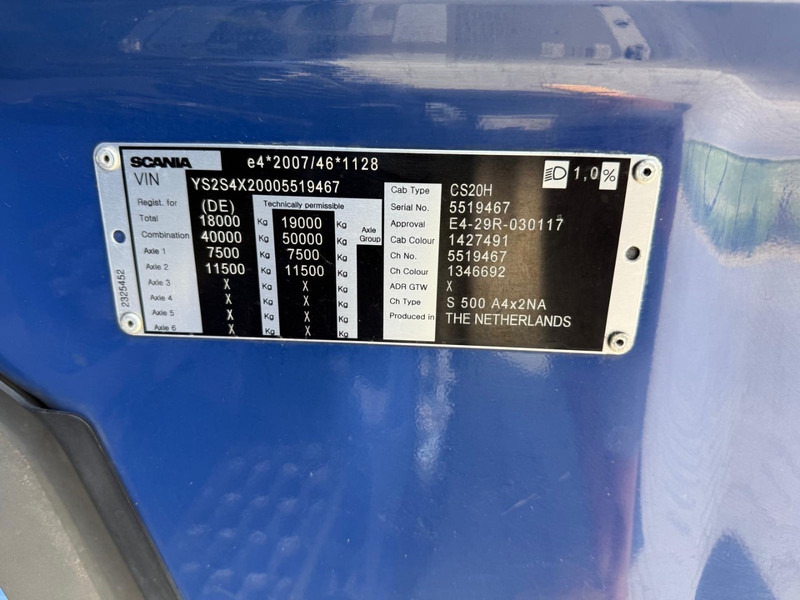 SCANIA e4*2007/46*1128 1,0%
VIN YS2S4X20005519467
Regist. for (DE) Technically permissible
Total 18000 Kg 19000 Kg
Combination 40000 Kg 50000 Kg
Axle Group
Axle 1 7500 Kg 7500 Kg
Axle 2 11500 Kg 11500 Kg
Axle 3 X Kg X Kg
Axle 4 X Kg X Kg
Axle 5 X Kg X Kg
Axle 6 X Kg X Kg
2325452
Cab Type CS20H
Serial No. 5519467
Approval E4-29R-030117
Cab Colour 1427491
Ch No. 5519467
Ch Colour 1346692
ADR GTW X
Ch Type S 500 A4x2NA
Produced in THE NETHERLANDS